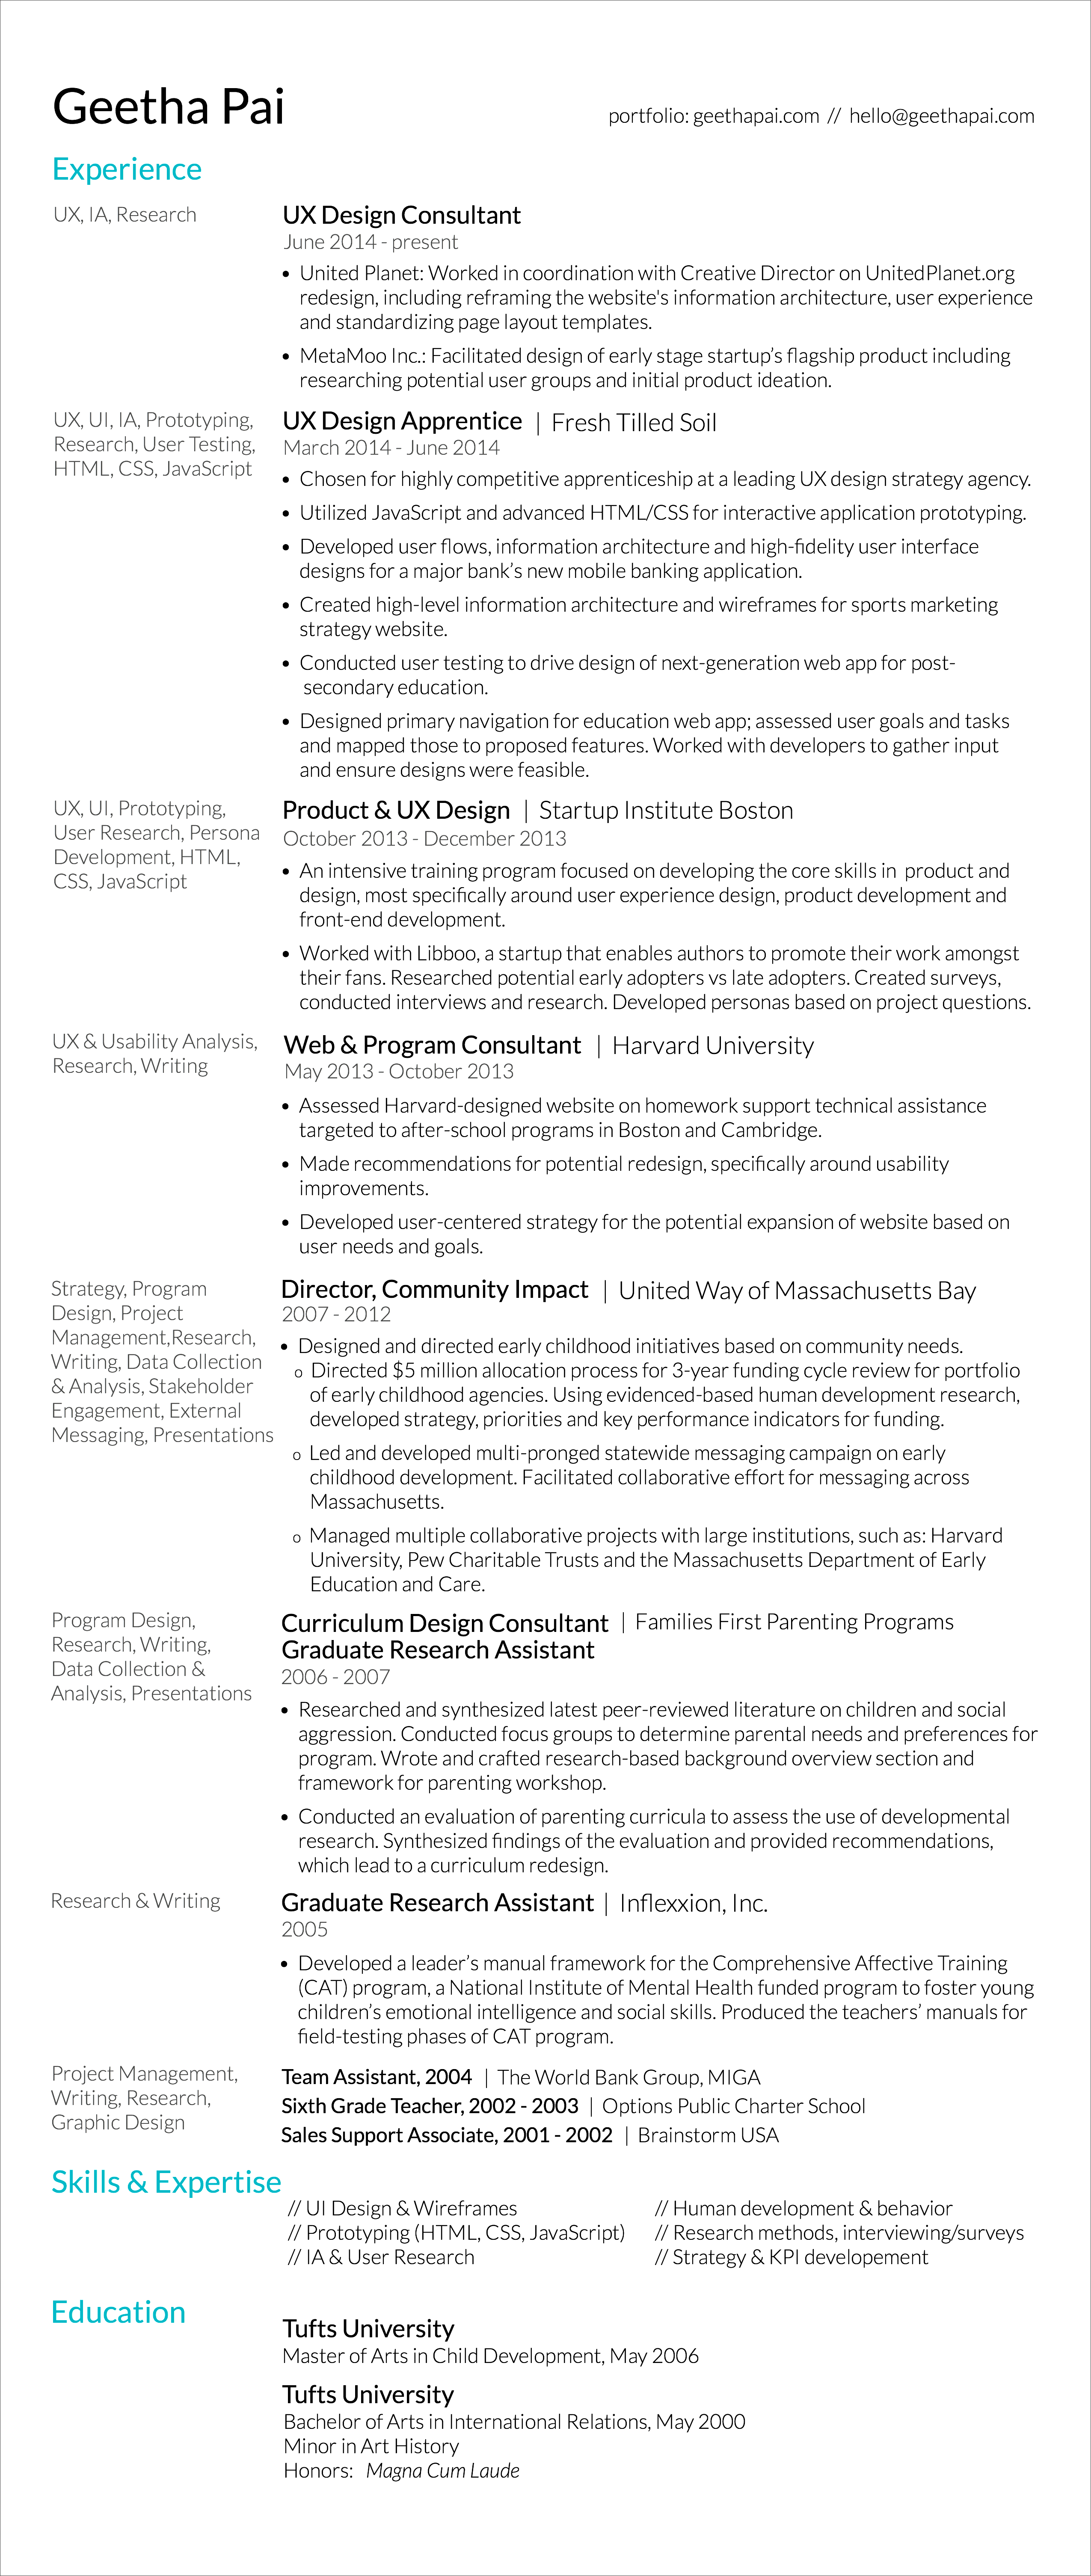 Geetha Pai
portfolio: geethapai.com // hello@geethapai.com
Experience
UX, IA, Research
UX Design Consultant
June 2014 - present
• United Planet: Worked in coordination with Creative Director on UnitedPlanet.org
redesign, including reframing the website's information architecture, user experience
and standardizing page layout templates.
• MetaMoo Inc.: Facilitated design of early stage startup’s flagship product including
researching potential user groups and initial product ideation.
UX, UI, IA, Prototyping,
Research, User Testing,
HTML, CSS, JavaScript
UX Design Apprentice | Fresh Tilled Soil
March 2014 - June 2014
• Chosen for highly competitive apprenticeship at a leading UX design strategy agency.
• Utilized JavaScript and advanced HTML/CSS for interactive application prototyping.
• Developed user flows, information architecture and high-fidelity user interface
designs for a major bank’s new mobile banking application.
• Created high-level information architecture and wireframes for sports marketing
strategy website.
• Conducted user testing to drive design of next-generation web app for post-
secondary education.
• Designed primary navigation for education web app; assessed user goals and tasks
and mapped those to proposed features. Worked with developers to gather input
and ensure designs were feasible.
UX, UI, Prototyping,
User Research, Persona
Development, HTML,
CSS, JavaScript
Product & UX Design | Startup Institute Boston
October 2013 - December 2013
• An intensive training program focused on developing the core skills in product and
design, most specifically around user experience design, product development and
front-end development.
• Worked with Libboo, a startup that enables authors to promote their work amongst
their fans. Researched potential early adopters vs late adopters. Created surveys,
conducted interviews and research. Developed personas based on project questions.
UX & Usability Analysis,
Research, Writing
Web & Program Consultant | Harvard University
May 2013 - October 2013
• Assessed Harvard-designed website on homework support technical assistance
targeted to after-school programs in Boston and Cambridge.
• Made recommendations for potential redesign, specifically around usability
improvements.
• Developed user-centered strategy for the potential expansion of website based on
user needs and goals.
Strategy, Program
Design, Project
Management,Research,
Writing, Data Collection
& Analysis, Stakeholder
Engagement, External
Messaging, Presentations
Director, Community Impact | United Way of Massachusetts Bay
2007 - 2012
• Designed and directed early childhood initiatives based on community needs.
o Directed $5 million allocation process for 3-year funding cycle review for portfolio
of early childhood agencies. Using evidenced-based human development research,
developed strategy, priorities and key performance indicators for funding.
o Led and developed multi-pronged statewide messaging campaign on early
childhood development. Facilitated collaborative effort for messaging across
Massachusetts.
o Managed multiple collaborative projects with large institutions, such as: Harvard
University, Pew Charitable Trusts and the Massachusetts Department of Early
Education and Care.
Program Design,
Research, Writing,
Data Collection &
Analysis, Presentations
Curriculum Design Consultant | Families First Parenting Programs
Graduate Research Assistant
2006 - 2007
• Researched and synthesized latest peer-reviewed literature on children and social
aggression. Conducted focus groups to determine parental needs and preferences for
program. Wrote and crafted research-based background overview section and
framework for parenting workshop.
• Conducted an evaluation of parenting curricula to assess the use of developmental
research. Synthesized findings of the evaluation and provided recommendations,
which lead to a curriculum redesign.
Research & Writing
Graduate Research Assistant | Inflexxion, Inc.
2005
• Developed a leader’s manual framework for the Comprehensive Affective Training
(CAT) program, a National Institute of Mental Health funded program to foster young
children’s emotional intelligence and social skills. Produced the teachers’ manuals for
field-testing phases of CAT program.
Project Management,
Writing, Research,
Graphic Design
Team Assistant, 2004 | The World Bank Group, MIGA
Sixth Grade Teacher, 2002 - 2003 | Options Public Charter School
Sales Support Associate, 2001 - 2002 | Brainstorm USA
Skills & Expertise
// UI Design & Wireframes
// Prototyping (HTML, CSS, JavaScript)
// IA & User Research
// Human development & behavior
// Research methods, interviewing/surveys
// Strategy & KPI developement
Education
Tufts University
Master of Arts in Child Development, May 2006
Tufts University
Bachelor of Arts in International Relations, May 2000
Minor in Art History
Honors: Magna Cum Laude